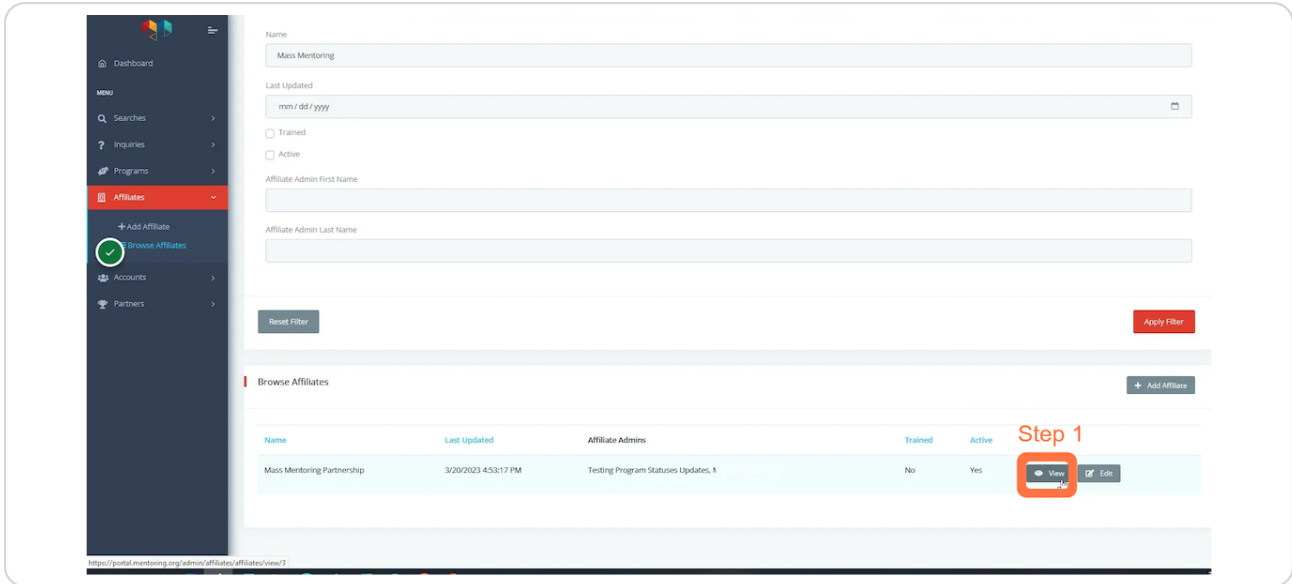 Name
Mass Mentoring
Dashboard
Last Updated
MENU
mm / dd / yyyy
Searches
Trained
Inquiries
Active
Programs
Affiliate Admin First Name
Affiliates
Add Affiliate
Affiliate Admin Last Name
Browse Affiliates
Accounts
Partners
Reset Filter
Apply Filter
Browse Affiliates
+ Add Affiliate
Step 1
Name Last Updated Affiliate Admins Trained Active
Mass Mentoring Partnership 3/20/2023 4:53:17 PM Testing Program Statuses Updates, No Yes View Edit
https://portal.mentoring.org/admin/affiliates/affiliates/view/3